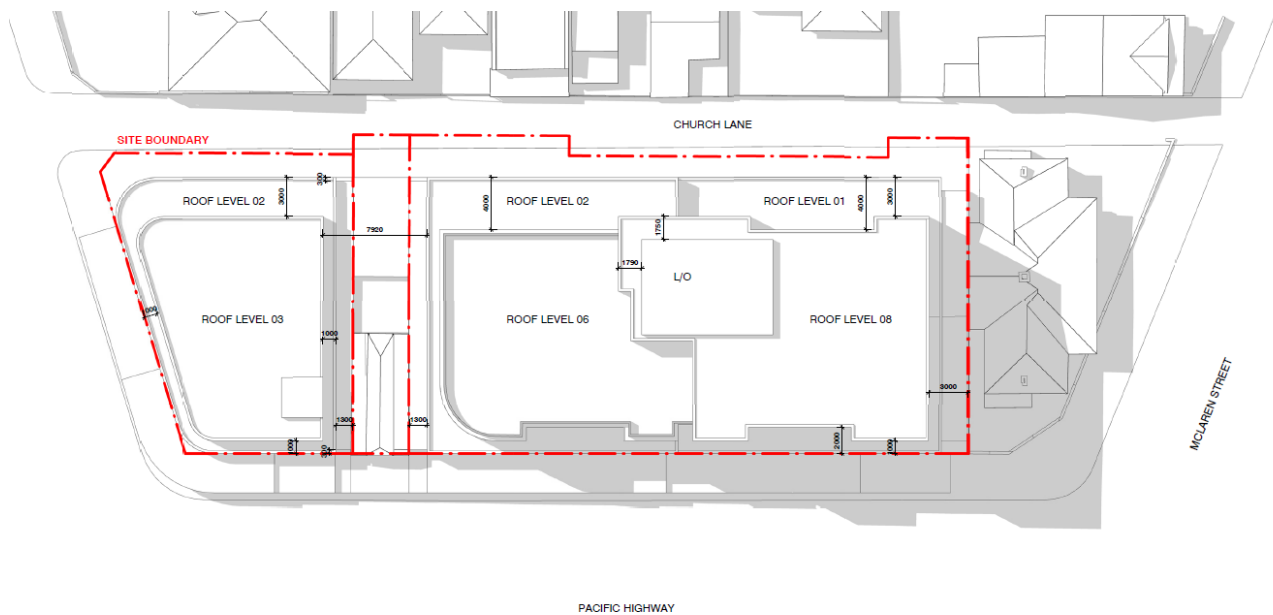 CHURCH LANE
SITE BOUNDARY
300
3000
ROOF LEVEL 02
4000
ROOF LEVEL 02
ROOF LEVEL 01
4000
3000
7920
1750
1790
L/O
1000
ROOF LEVEL 03
ROOF LEVEL 06
ROOF LEVEL 08
1000
3000
1300
1300
1000
300
2000
1000
MCLAREN STREET
PACIFIC HIGHWAY